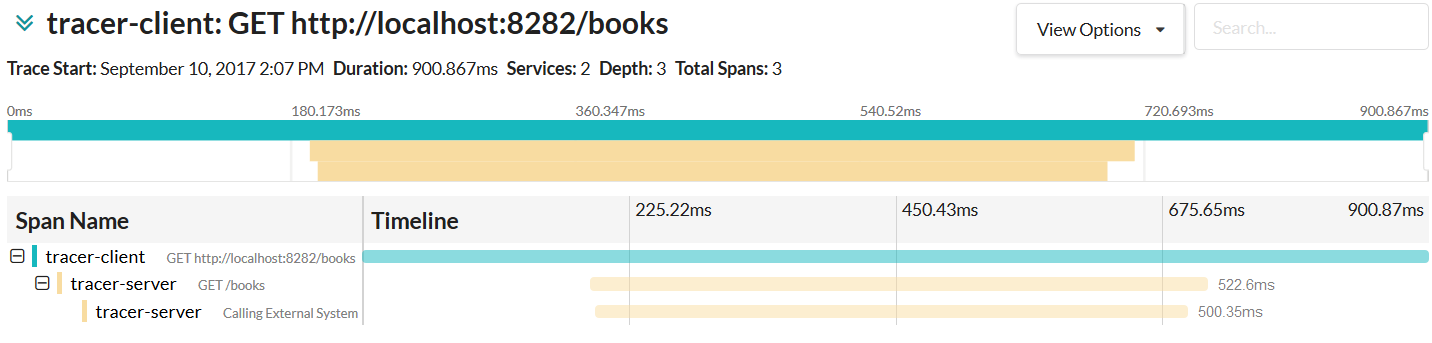 tracer-client: GET http://localhost:8282/books
View Options
Search...
Trace Start: September 10, 2017 2:07 PM Duration: 900.867ms Services: 2 Depth: 3 Total Spans: 3
0ms 180.173ms 360.347ms 540.52ms 720.693ms 900.867ms
Span Name Timeline 225.22ms 450.43ms 675.65ms 900.87ms
tracer-client GET http://localhost:8282/books
tracer-server GET /books 522.6ms
tracer-server Calling External System 500.35ms